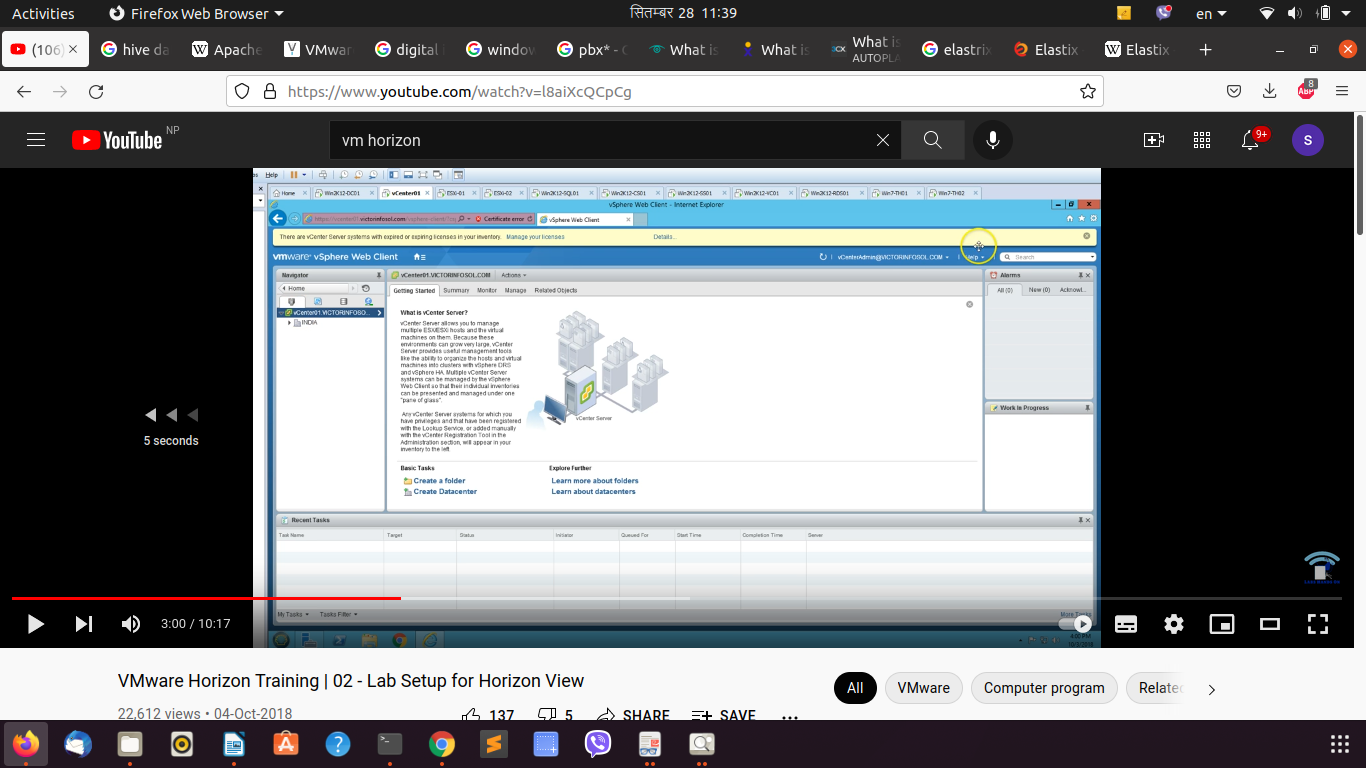 Activities Firefox Web Browser सितम्बर 28 11:39 en
(106) hive da Apache VMwar digital windov pbx* - G What is What is What is elastrix Elastix Elastix
AUTOPLA
https://www.youtube.com/watch?v=l8aiXcQCpCg 8
YouTube NP vm horizon 9+ S
Help
Home Win2K12-DC01 vCenter01 ESXi-01 ESXi-02 Win2K12-SQL01 Win2K12-CS01 Win2K12-SS01 Win2K12-VC01 Win2K12-RDS01 Win7-TH01 Win7-TH02
vSphere Web Client - Internet Explorer
Certificate error vSphere Web Client
There are vCenter Server systems with expired or expiring licenses in your inventory. Manage your licenses Details...
vmware vSphere Web Client vCenterAdmin@VICTORINFOSOL.COM Help Search
Navigator vCenter01.VICTORINFOSOL.COM Actions Alarms
Home Getting Started Summary Monitor Manage Related Objects All (0) New (0) Acknowl...
vCenter01.VICTORINFOSO...
INDIA
What is vCenter Server?
vCenter Server allows you to manage
multiple ESX/ESXi hosts and the virtual
machines on them. Because these
environments can grow very large, vCenter
Server provides useful management tools
like the ability to organize the hosts and virtual
machines into clusters with vSphere DRS
and vSphere HA. Multiple vCenter Server
systems can be managed by the vSphere
Web Client so that their individual inventories
can be presented and managed under one
"pane of glass".
Any vCenter Server systems for which you
have privileges and that have been registered
with the Lookup Service, or added manually
with the vCenter Registration Tool in the
Administration section, will appear in your
inventory to the left.
vCenter Server
Work In Progress
5 seconds
Basic Tasks Explore Further
Create a folder Learn more about folders
Create Datacenter Learn about datacenters
Recent Tasks
Task Name Target Status Initiator Queued For Start Time Completion Time Server
My Tasks Tasks Filter More Tasks
3:00 / 10:17
4:00 PM
VMware Horizon Training | 02 - Lab Setup for Horizon View
All VMware Computer program Related
22,612 views • 04-Oct-2018 137 5 SHARE SAVE